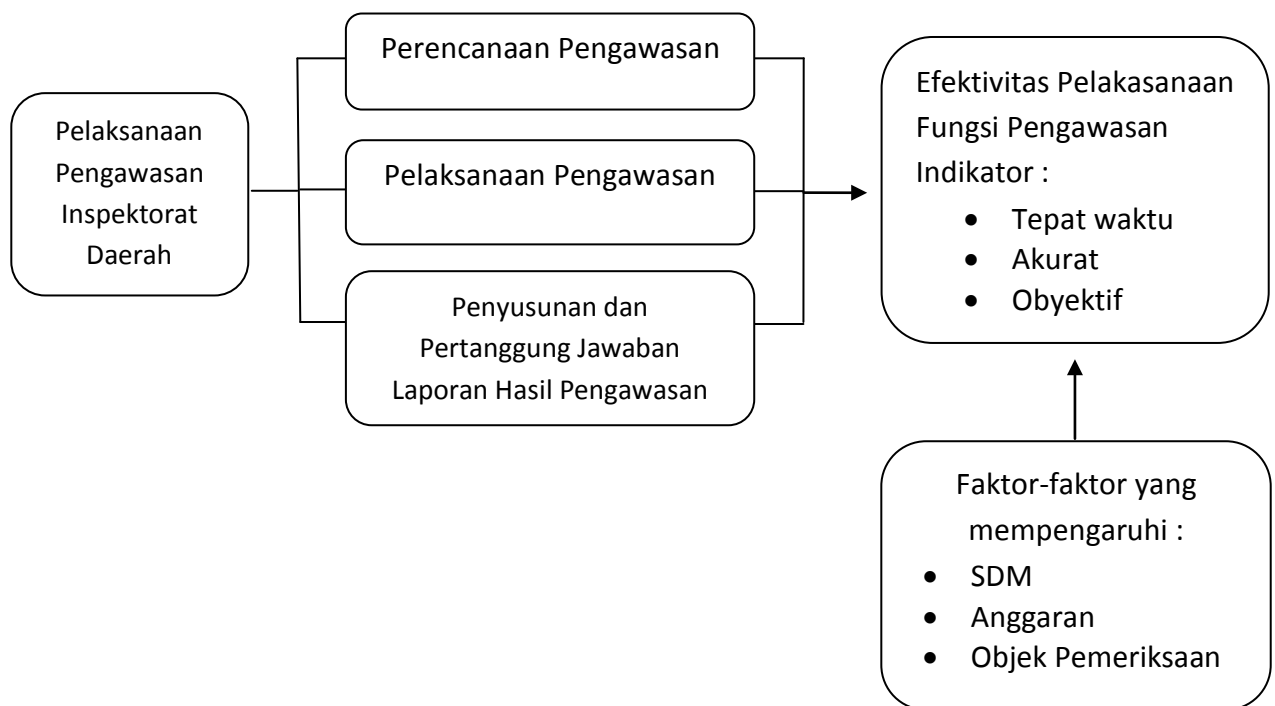 Pelaksanaan
Pengawasan
Inspektorat
Daerah
Perencanaan Pengawasan
Pelaksanaan Pengawasan
Penyusunan dan
Pertanggung Jawaban
Laporan Hasil Pengawasan
Efektivitas Pelakasanaan
Fungsi Pengawasan
Indikator :
• Tepat waktu
• Akurat
• Obyektif
Faktor-faktor yang
mempengaruhi :
• SDM
• Anggaran
• Objek Pemeriksaan